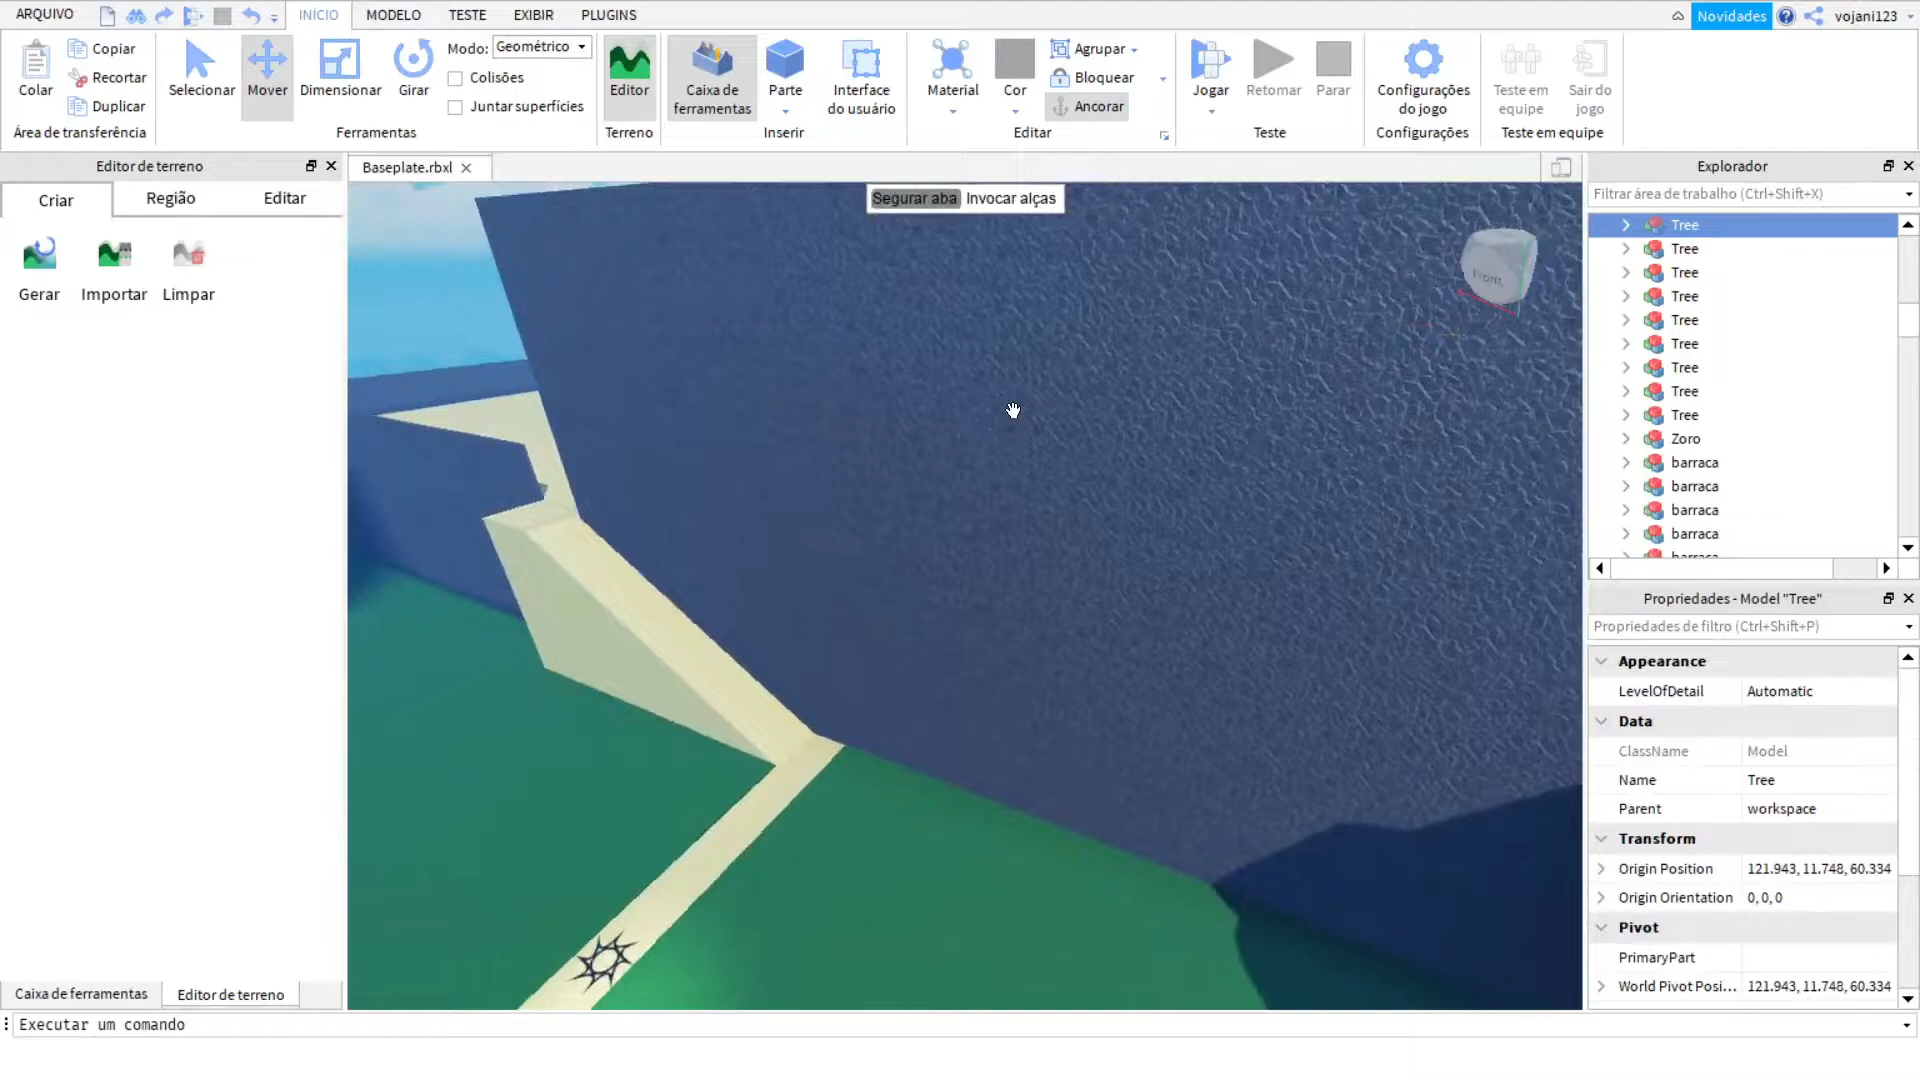 ARQUIVO INÍCIO MODELO TESTE EXIBIR PLUGINS Novidades vojani123
Colar Copiar Recortar Duplicar
Área de transferência
Selecionar Mover Dimensionar Girar
Modo: Geométrico
Colisões
Juntar superfícies
Ferramentas
Editor
Terreno
Caixa de ferramentas
Parte
Interface do usuário
Inserir
Material Cor
Agrupar
Bloquear
Ancorar
Editar
Jogar Retomar Parar
Teste
Configurações do jogo
Configurações
Teste em equipe
Sair do jogo
Teste em equipe
Editor de terreno
Criar Região Editar
Gerar Importar Limpar
Caixa de ferramentas Editor de terreno
Baseplate.rbxl
Segurar aba Invocar alças
Front
Explorador
Filtrar área de trabalho (Ctrl+Shift+X)
Tree
Tree
Tree
Tree
Tree
Tree
Tree
Tree
Tree
Zoro
barraca
barraca
barraca
barraca
barraca
Propriedades - Model "Tree"
Propriedades de filtro (Ctrl+Shift+P)
Appearance
LevelOfDetail Automatic
Data
ClassName Model
Name Tree
Parent workspace
Transform
Origin Position 121.943, 11.748, 60.334
Origin Orientation 0, 0, 0
Pivot
PrimaryPart
World Pivot Posi... 121.943, 11.748, 60.334
Executar um comando